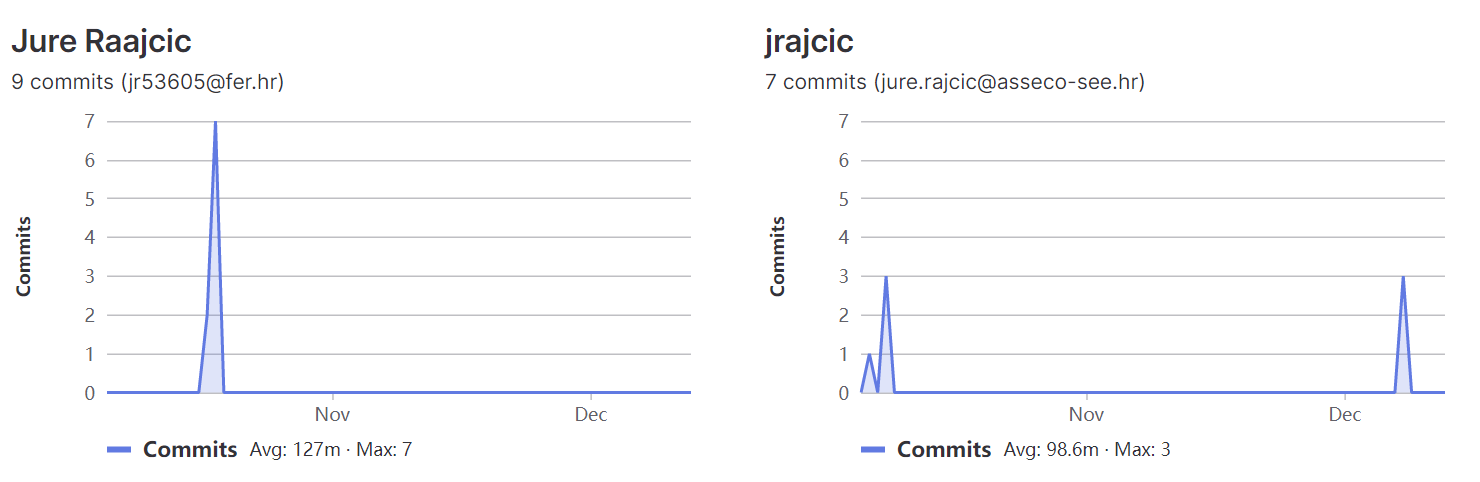 Jure Raajcic
9 commits (jr53605@fer.hr)
7
6
5
4
3
2
1
0
Commits
Nov Dec
Commits Avg: 127m · Max: 7
jrajcic
7 commits (jure.rajcic@asseco-see.hr)
7
6
5
4
3
2
1
0
Commits
Nov Dec
Commits Avg: 98.6m · Max: 3